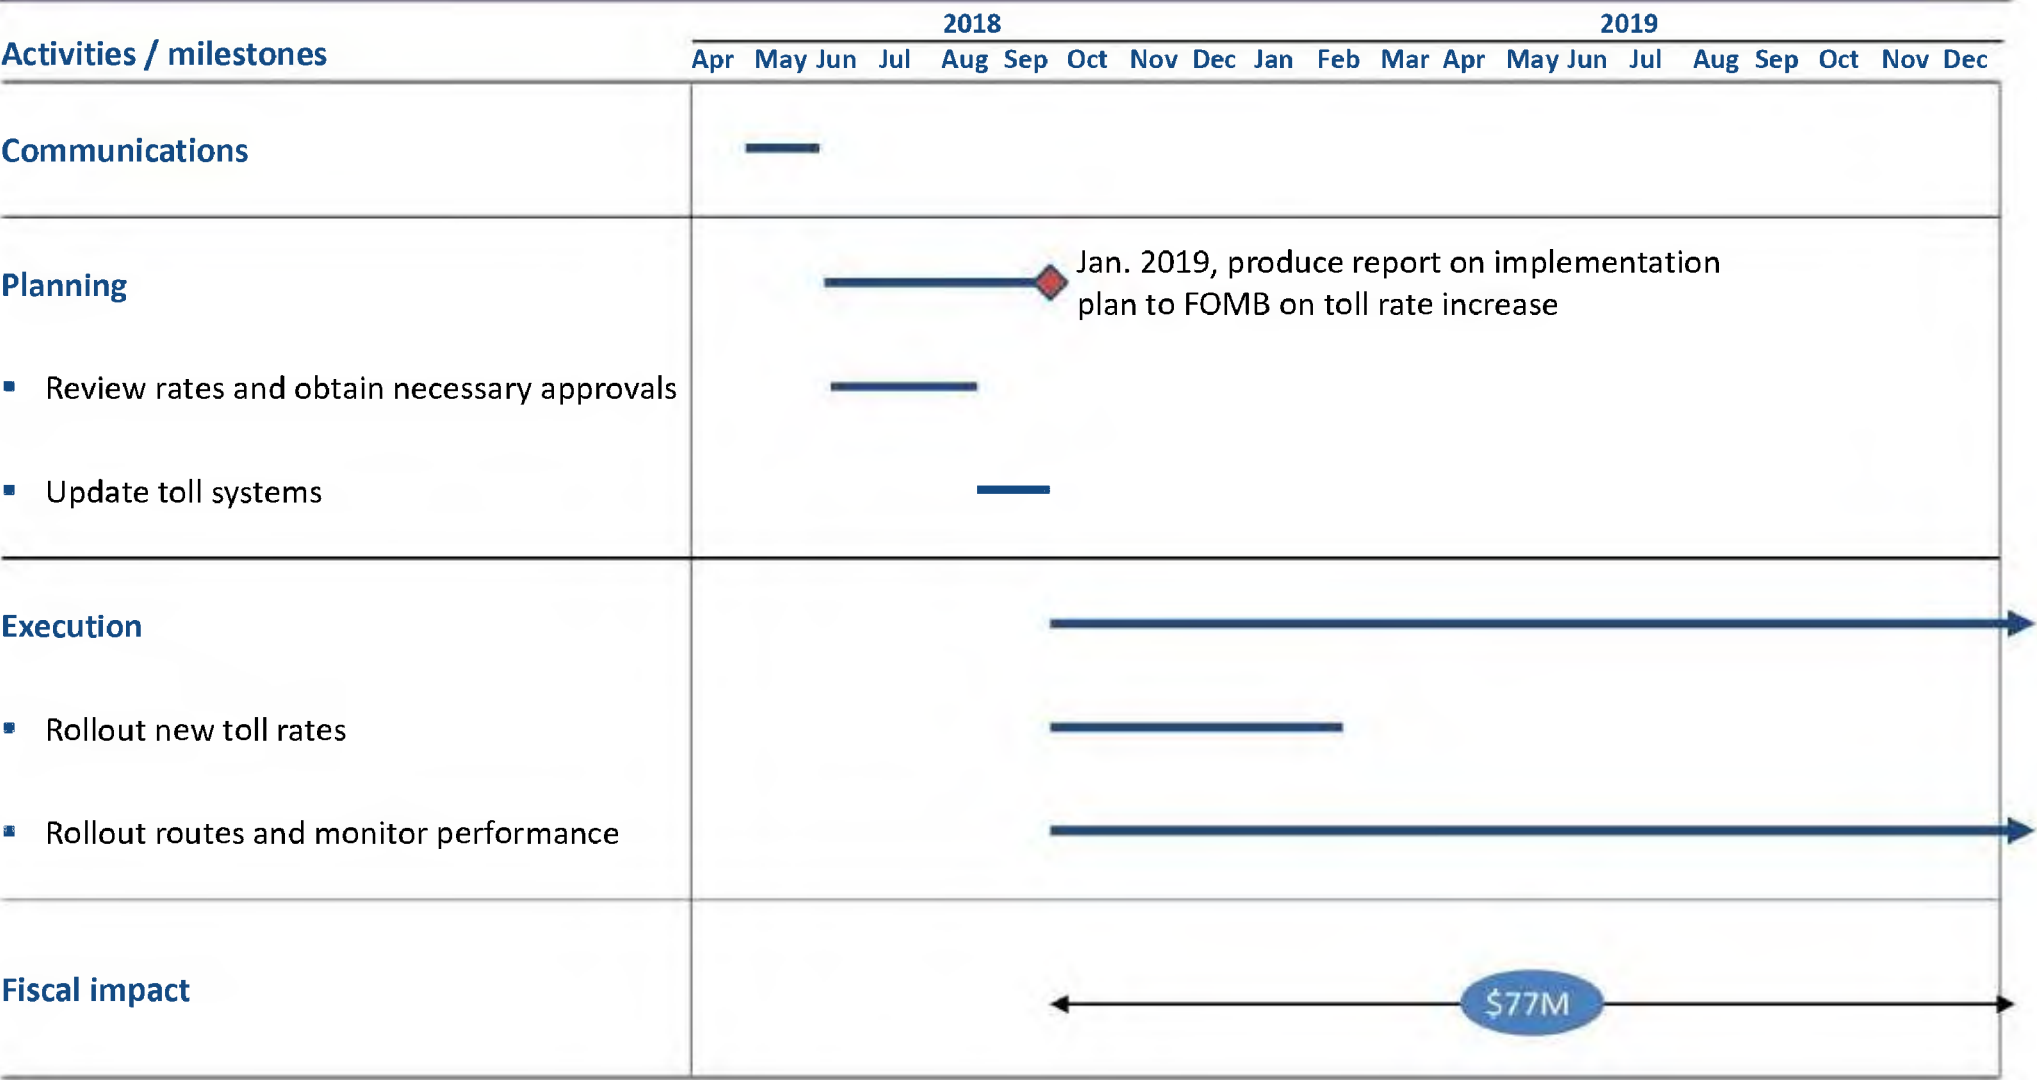 2018 2019
Activities / milestones
Apr May Jun Jul Aug Sep Oct Nov Dec Jan Feb Mar Apr May Jun Jul Aug Sep Oct Nov Dec
Communications
Planning
Jan. 2019, produce report on implementation
plan to FOMB on toll rate increase
▪ Review rates and obtain necessary approvals
▪ Update toll systems
Execution
▪ Rollout new toll rates
▪ Rollout routes and monitor performance
Fiscal impact
$77M